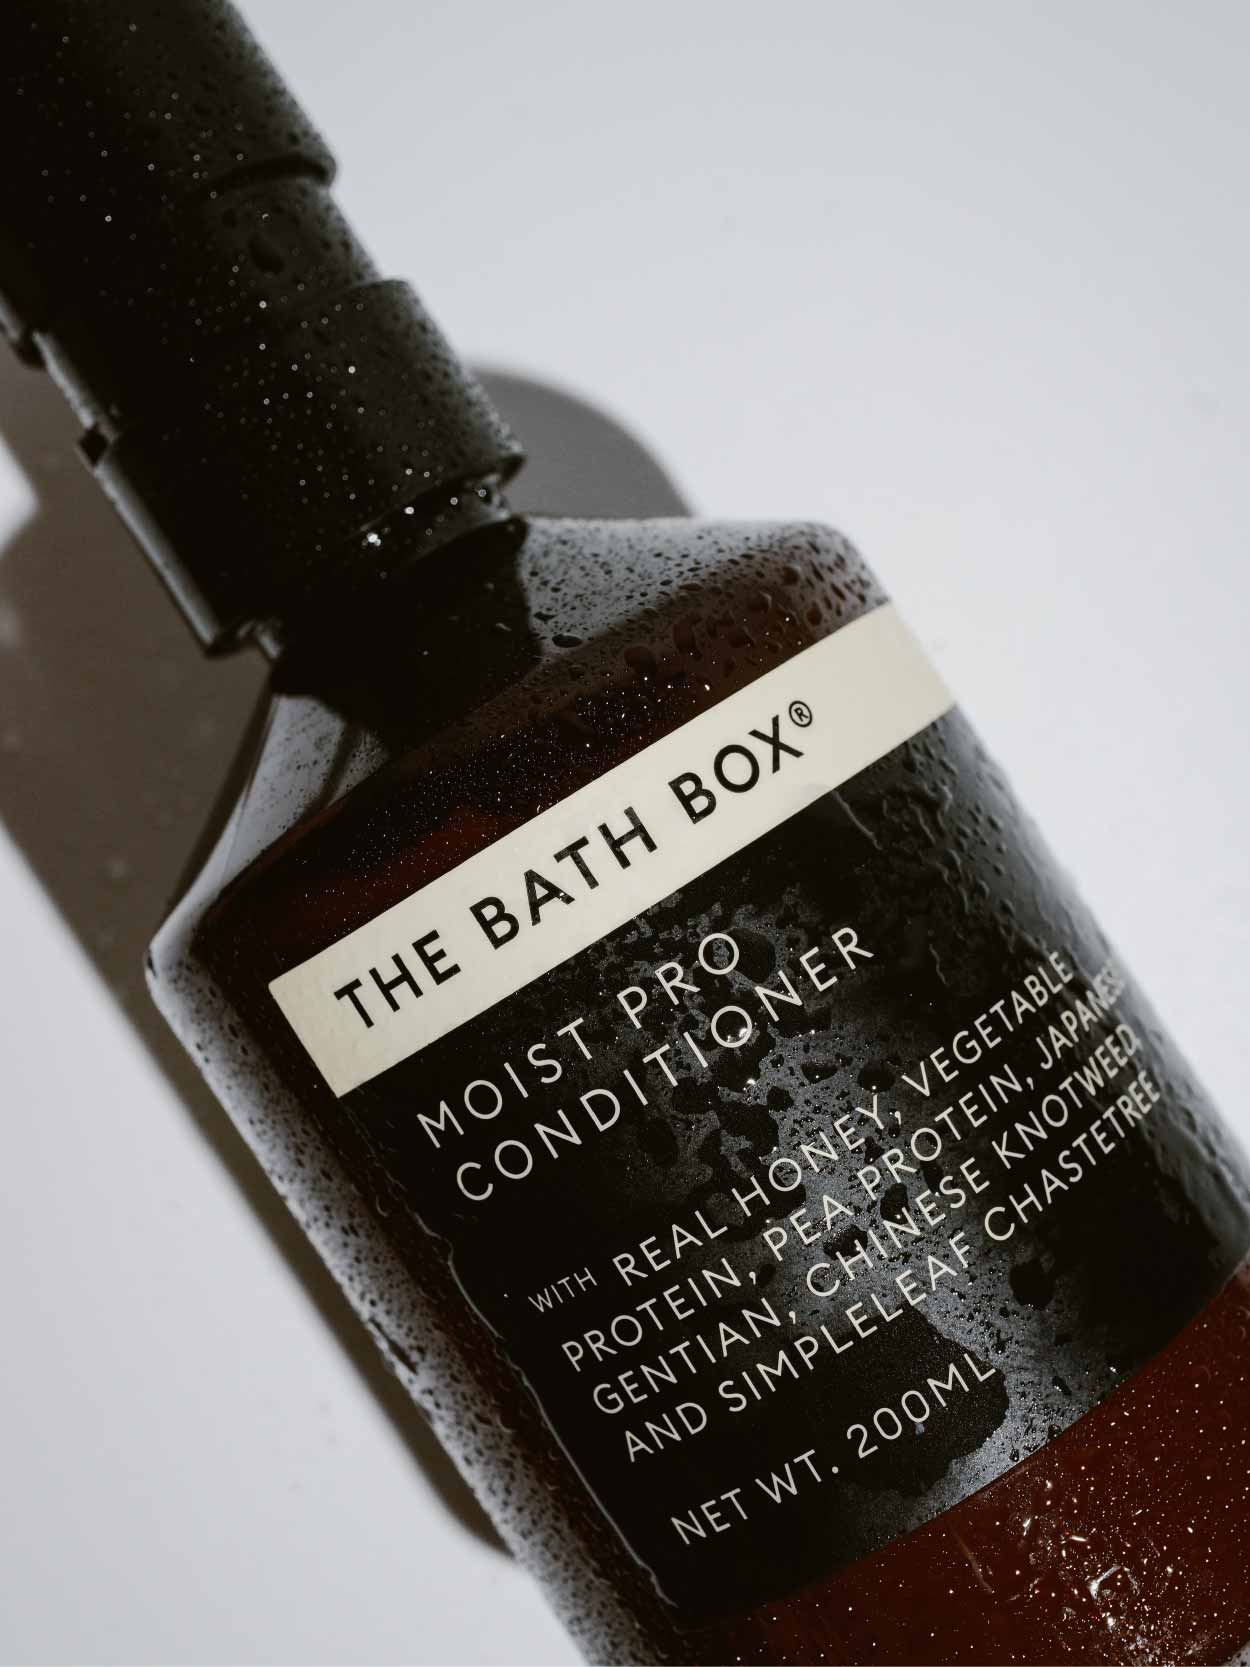 THE BATH BOX®
MOIST PRO
CONDITIONER
WITH REAL HONEY, VEGETABLE
PROTEIN, PEA PROTEIN, JAPANESE
GENTIAN, CHINESE KNOTWEED,
AND SIMPLELEAF CHASTETREE
NET WT. 200ML